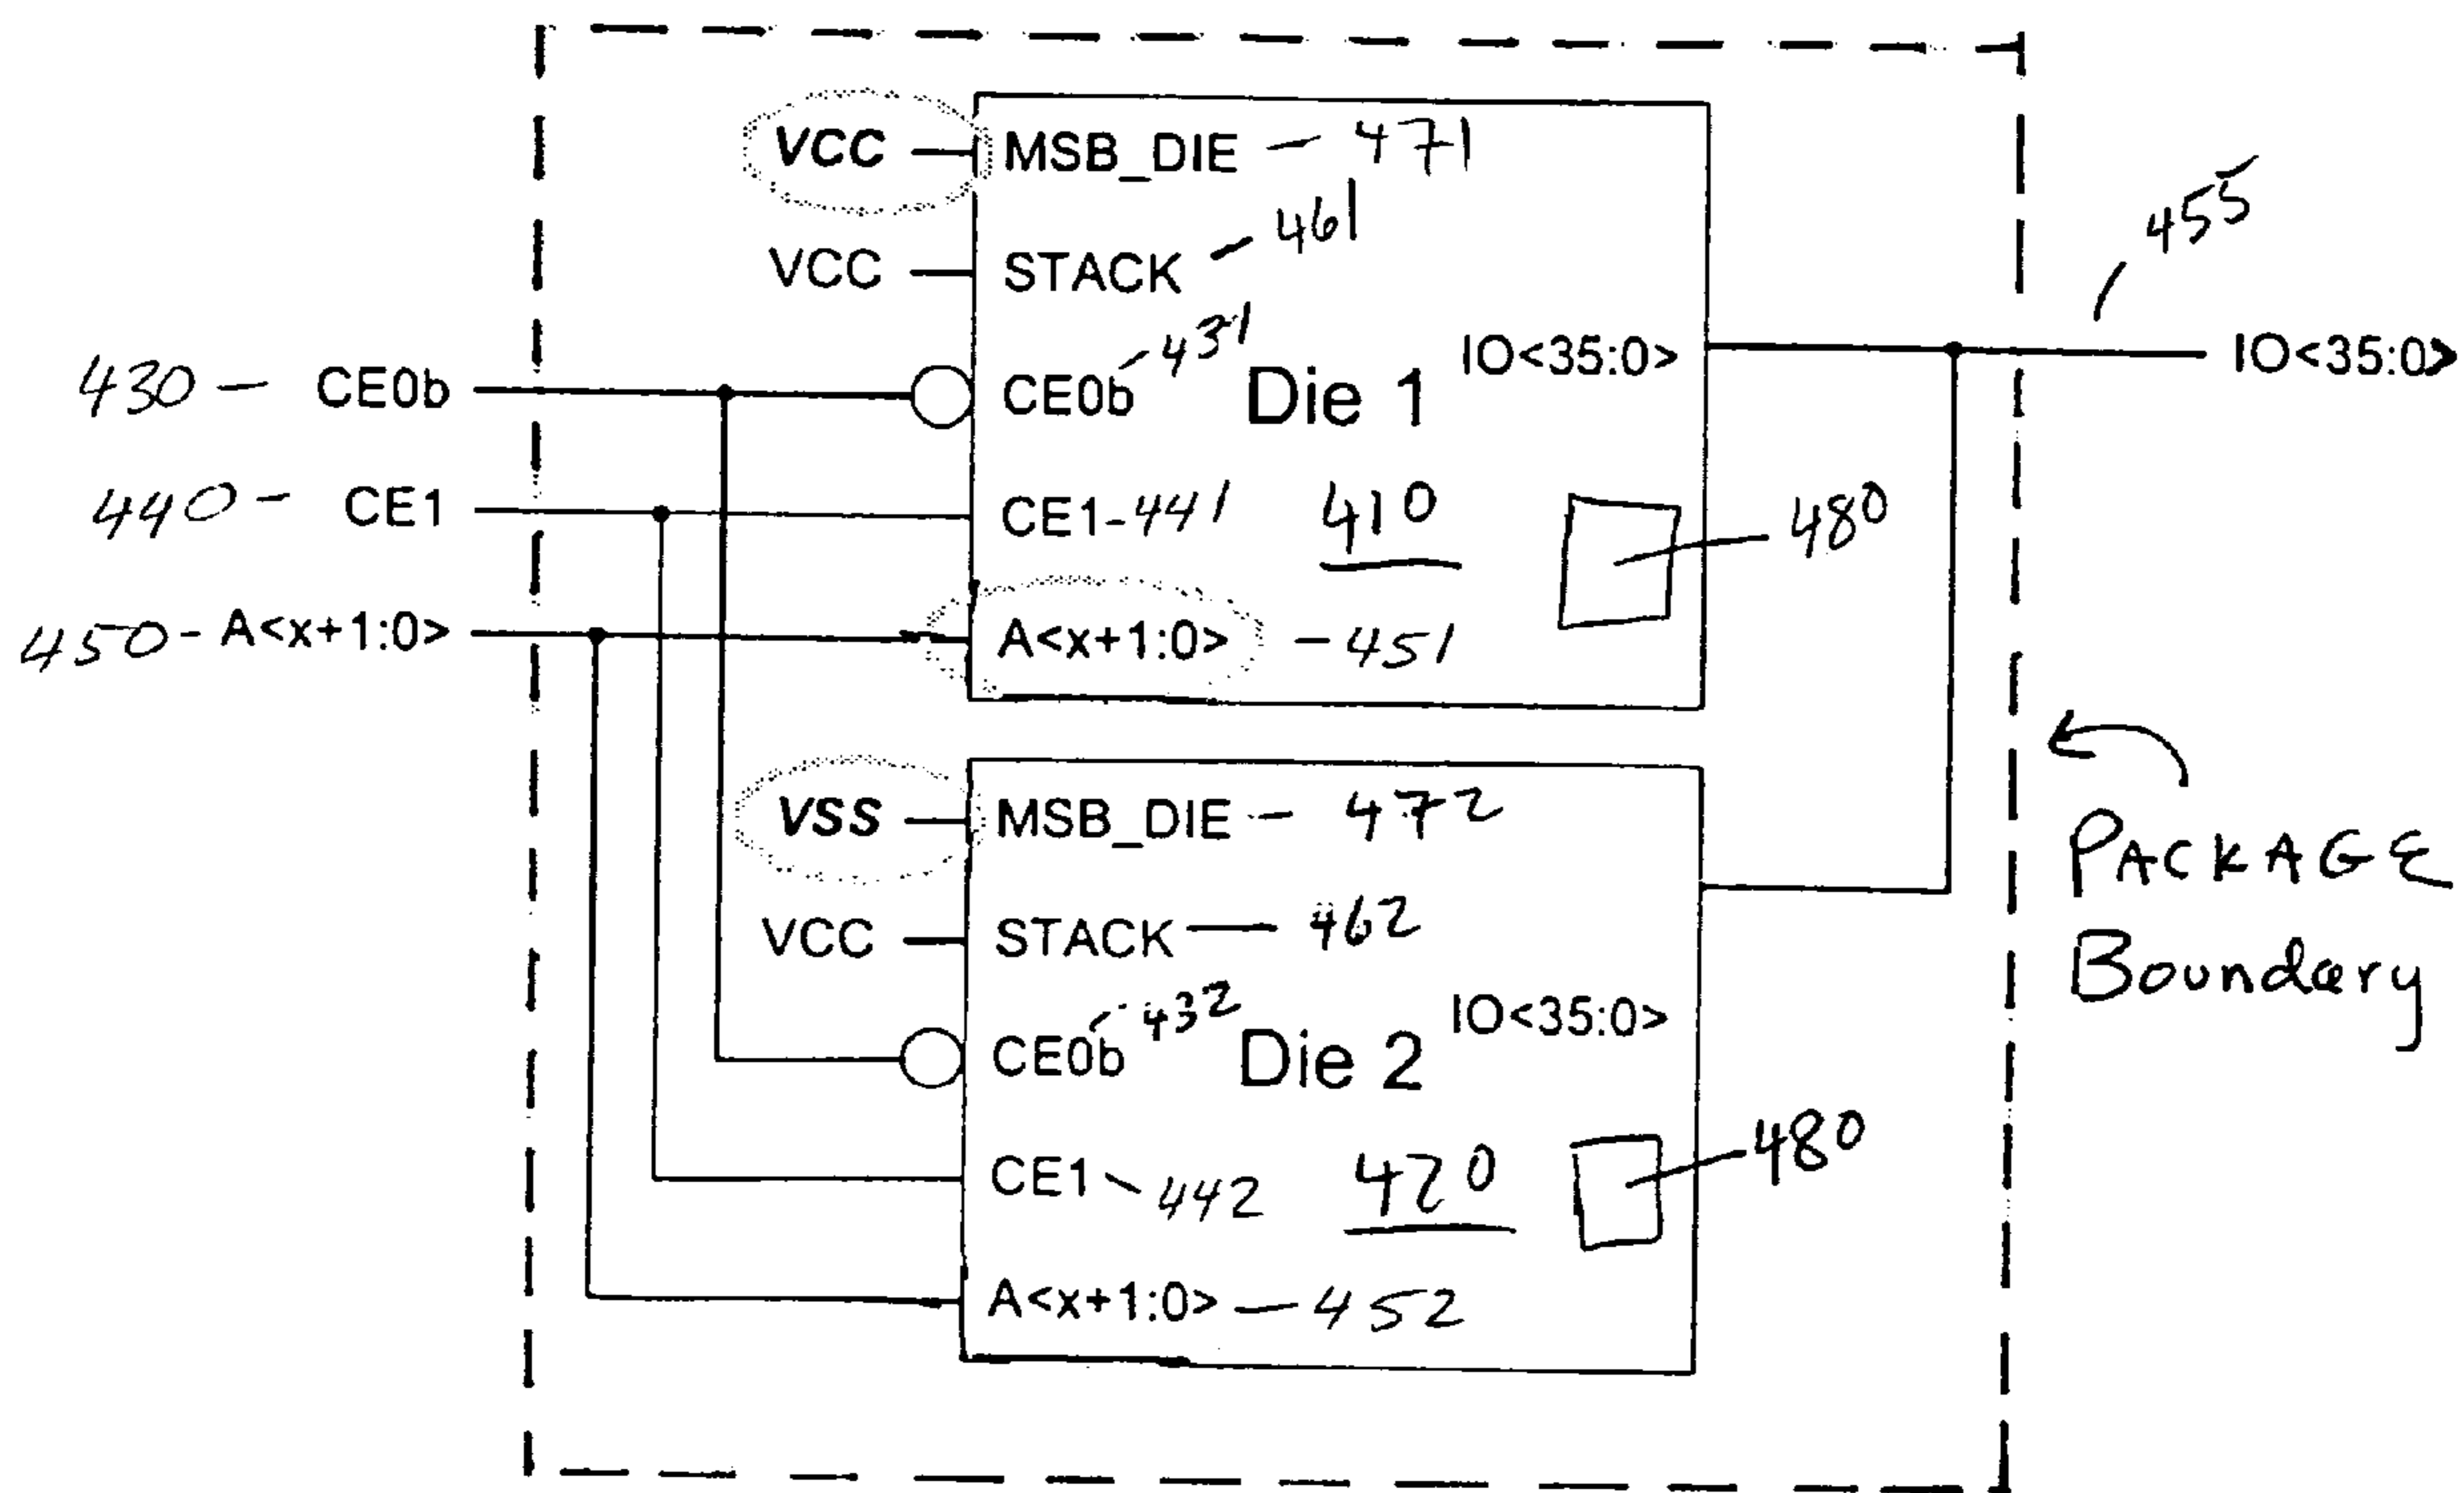 VCC MSB_DIE - 471
VCC STACK - 461
455
430 - CE0b CE0b - 431 Die 1 IO<35:0> IO<35:0>
440 - CE1 CE1 - 441 410 480
450 - A<x+1:0> A<x+1:0> - 451
VSS MSB_DIE - 472
PACKAGE
Boundary
VCC STACK - 462
CE0b - 432 Die 2 IO<35:0>
CE1 - 442 420 480
A<x+1:0> - 452